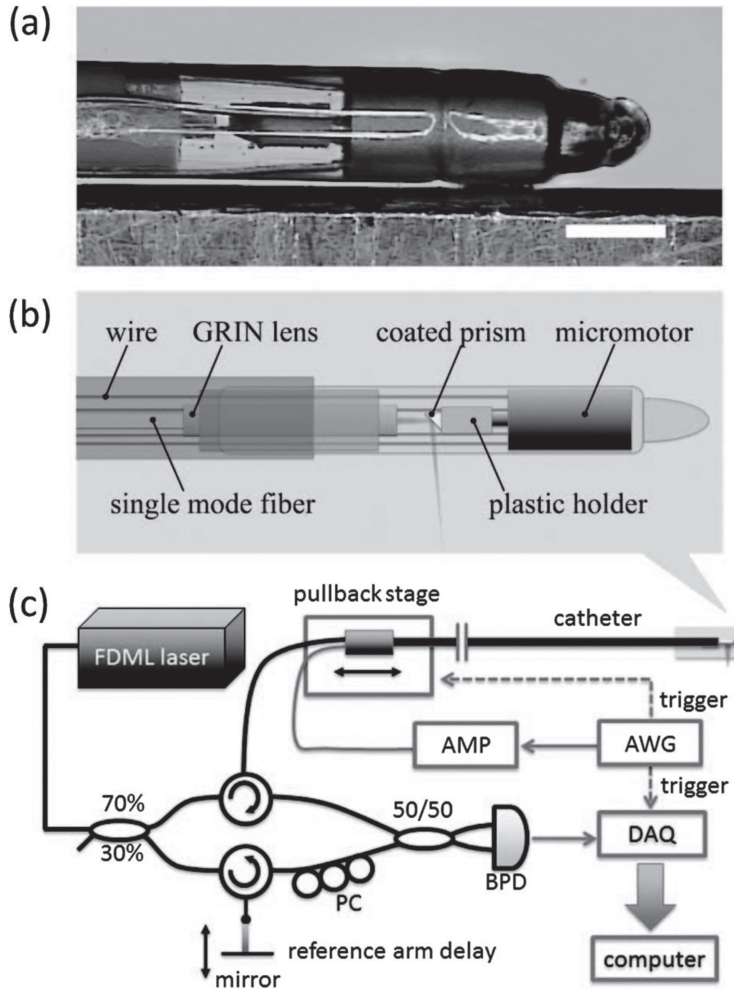 (a)
(b)
wire
GRIN lens
coated prism
micromotor
single mode fiber
plastic holder
(c)
pullback stage
FDML laser
catheter
trigger
AMP
AWG
trigger
70%
50/50
30%
DAQ
BPD
PC
reference arm delay
mirror
computer